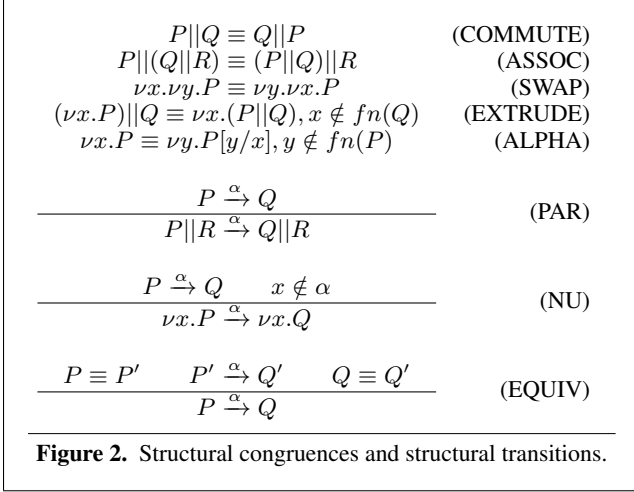 P||Q ≡ Q||P (COMMUTE)
P||(Q||R) ≡ (P||Q)||R (ASSOC)
νx.νy.P ≡ νy.νx.P (SWAP)
(νx.P)||Q ≡ νx.(P||Q), x ∉ fn(Q) (EXTRUDE)
νx.P ≡ νy.P[y/x], y ∉ fn(P) (ALPHA)
P —α→ Q
P||R —α→ Q||R (PAR)
P —α→ Q x ∉ α
νx.P —α→ νx.Q (NU)
P ≡ P′ P′ —α→ Q′ Q ≡ Q′
P —α→ Q (EQUIV)
Figure 2. Structural congruences and structural transitions.